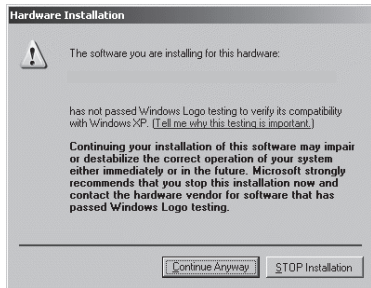 Hardware Installation
The software you are installing for this hardware:
has not passed Windows Logo testing to verify its compatibility
with Windows XP. (Tell me why this testing is important.)
Continuing your installation of this software may impair
or destabilize the correct operation of your system
either immediately or in the future. Microsoft strongly
recommends that you stop this installation now and
contact the hardware vendor for software that has
passed Windows Logo testing.
Continue Anyway
STOP Installation